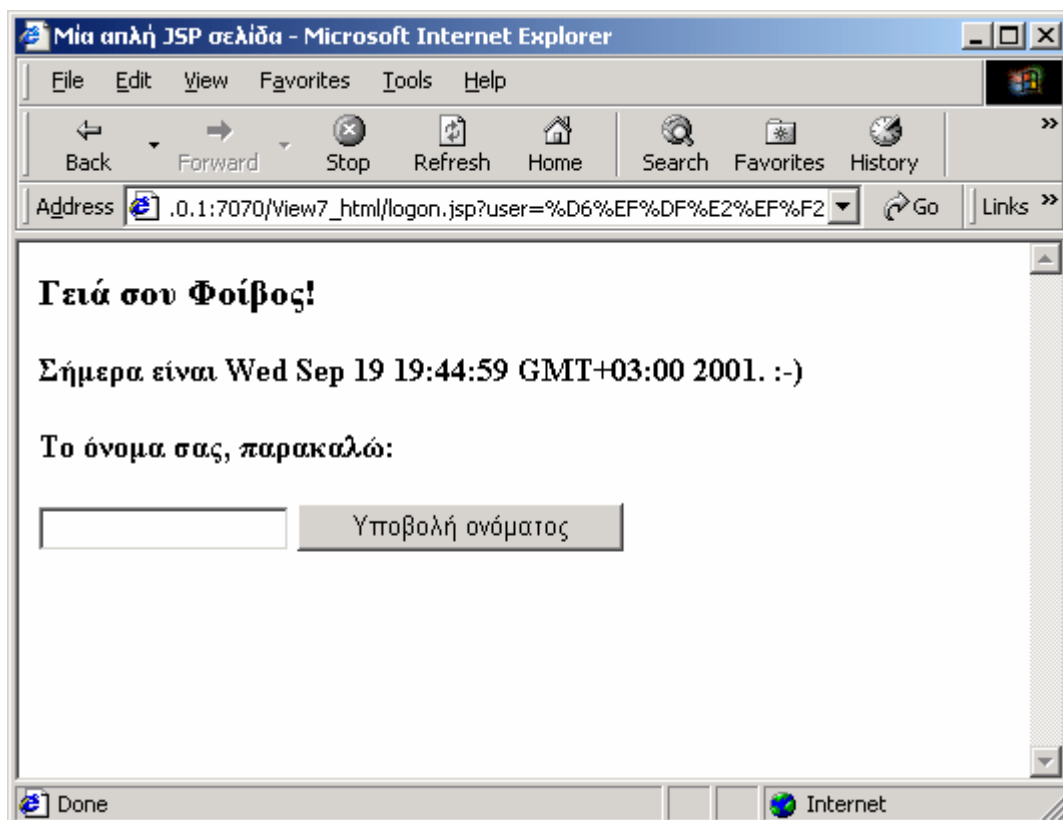 Μία απλή JSP σελίδα - Microsoft Internet Explorer
File Edit View Favorites Tools Help
Back Forward Stop Refresh Home Search Favorites History »
Address .0.1:7070/View7_html/logon.jsp?user=%D6%EF%DF%E2%EF%F2 Go Links »
Γειά σου Φοίβος!
Σήμερα είναι Wed Sep 19 19:44:59 GMT+03:00 2001. :-)
Το όνομα σας, παρακαλώ:
Υποβολή ονόματος
Done Internet